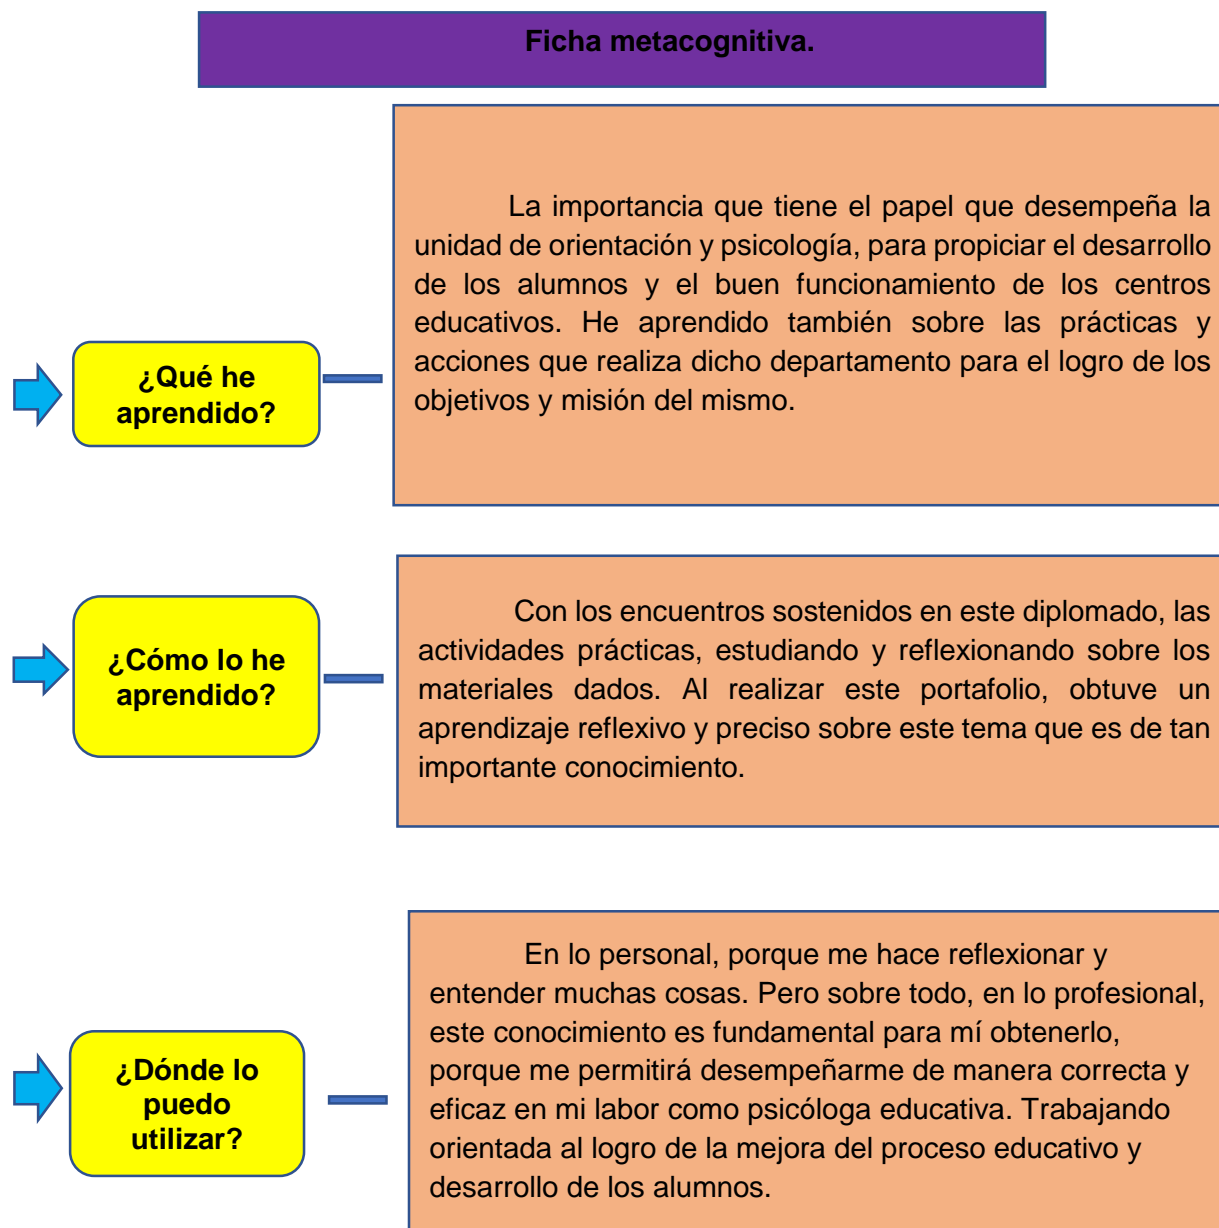 Ficha metacognitiva.
La importancia que tiene el papel que desempeña la
unidad de orientación y psicología, para propiciar el desarrollo
de los alumnos y el buen funcionamiento de los centros
educativos. He aprendido también sobre las prácticas y
acciones que realiza dicho departamento para el logro de los
objetivos y misión del mismo.
¿Qué he
aprendido?
Con los encuentros sostenidos en este diplomado, las
actividades prácticas, estudiando y reflexionando sobre los
materiales dados. Al realizar este portafolio, obtuve un
aprendizaje reflexivo y preciso sobre este tema que es de tan
importante conocimiento.
¿Cómo lo he
aprendido?
En lo personal, porque me hace reflexionar y
entender muchas cosas. Pero sobre todo, en lo profesional,
este conocimiento es fundamental para mí obtenerlo,
porque me permitirá desempeñarme de manera correcta y
eficaz en mi labor como psicóloga educativa. Trabajando
orientada al logro de la mejora del proceso educativo y
desarrollo de los alumnos.
¿Dónde lo
puedo
utilizar?